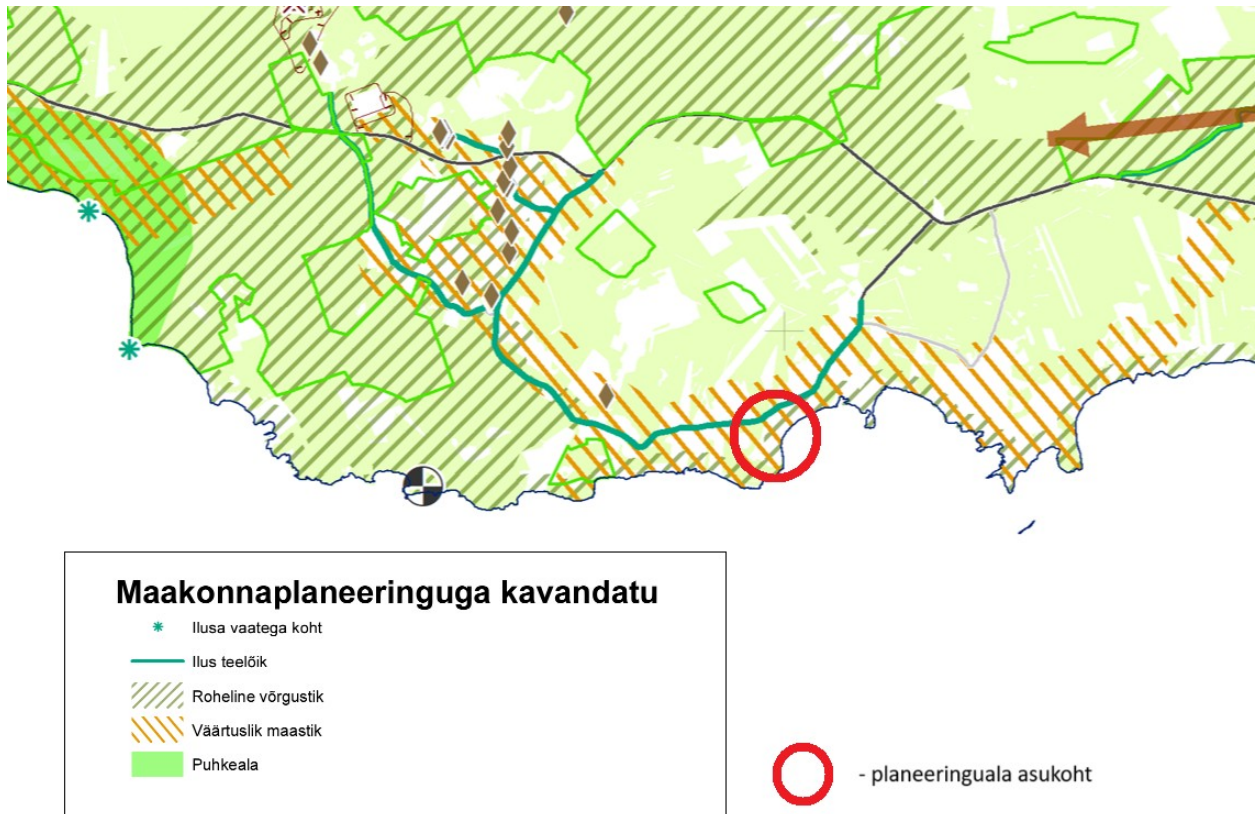 Maakonnaplaneeringuga kavandatu
Ilusa vaatega koht
Ilus teelõik
Roheline võrgustik
Väärtuslik maastik
Puhkeala
- planeeringuala asukoht